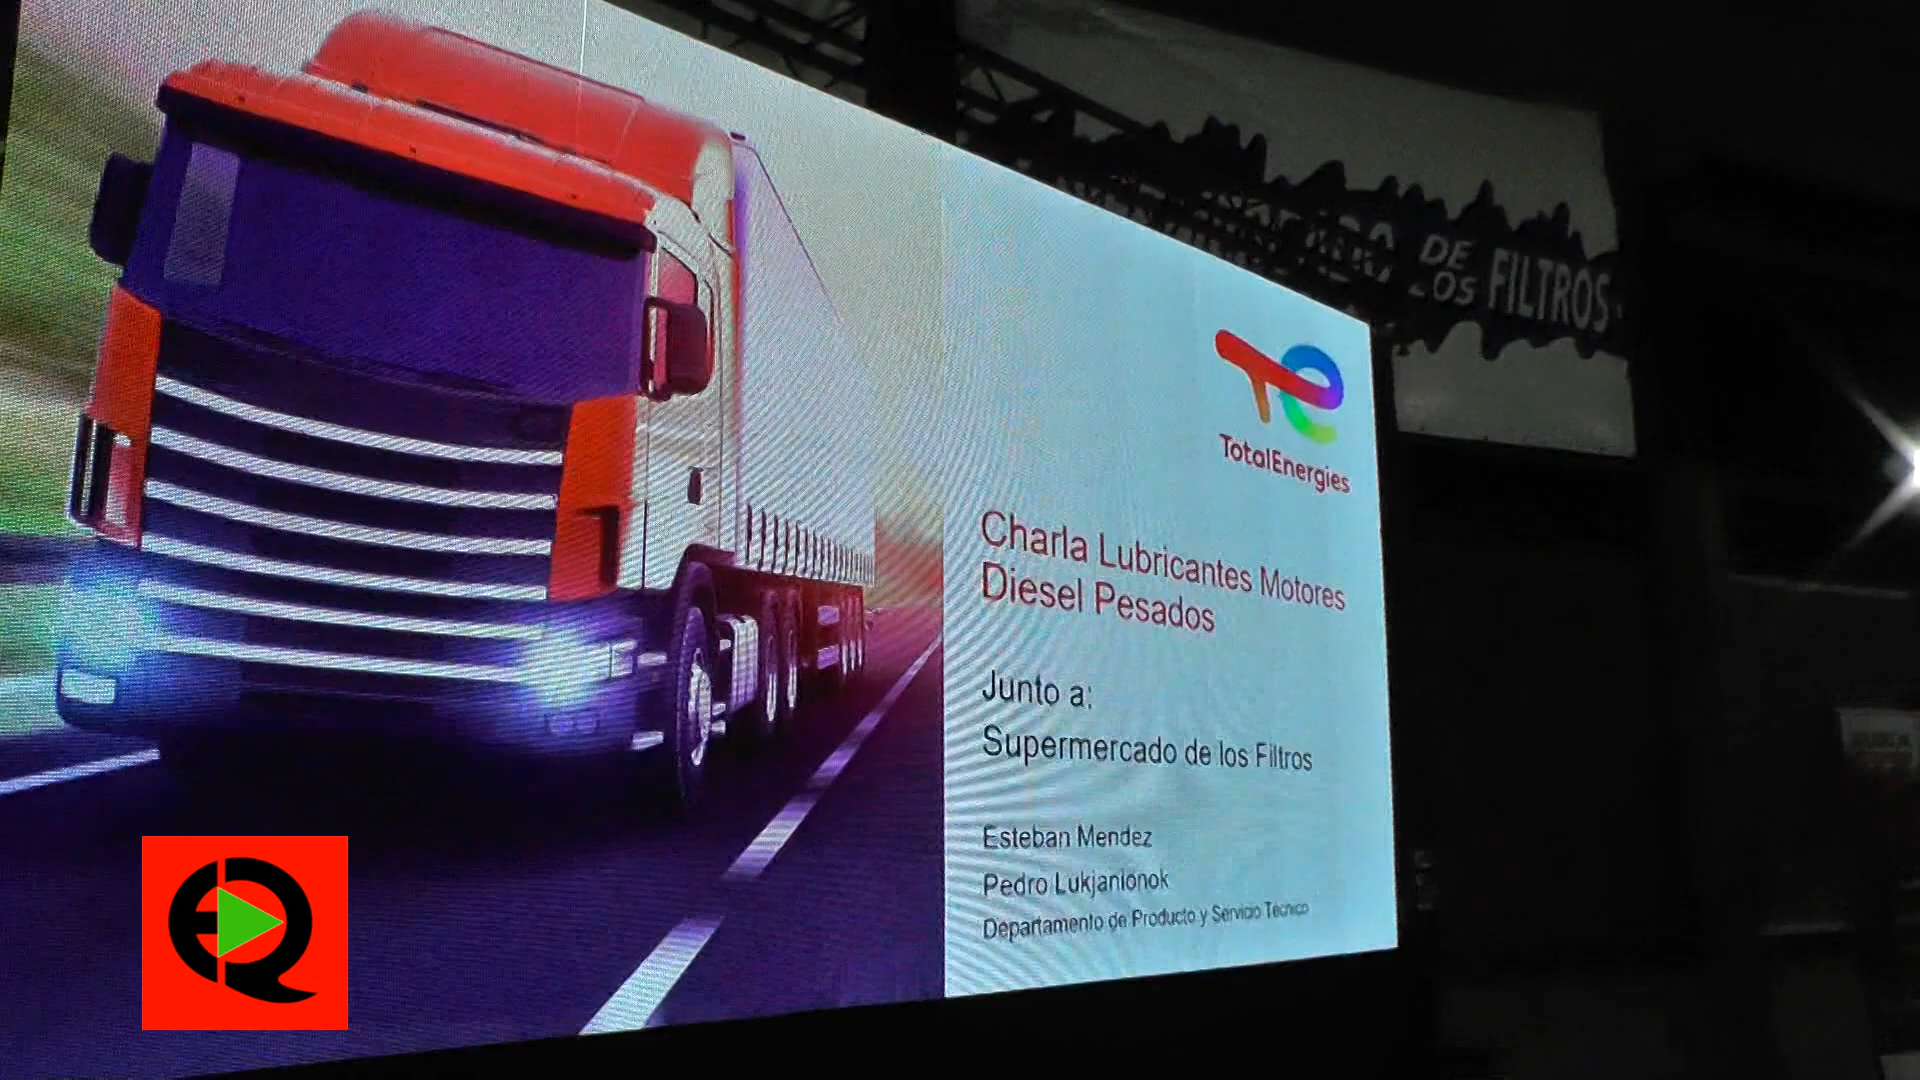 DE
LOS FILTROS
TotalEnergies
Charla Lubricantes Motores
Diesel Pesados
Junto a:
Supermercado de los Filtros
Esteban Mendez
Pedro Lukjanionok
Departamento de Producto y Servicio Técnico